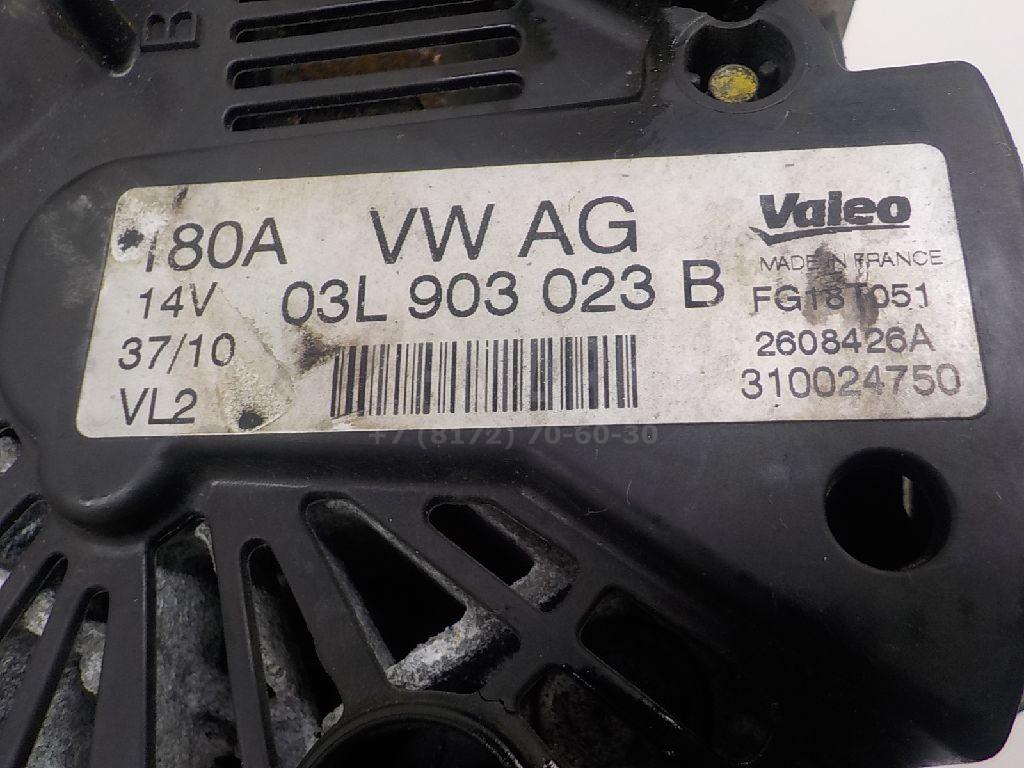 B
180A VW AG Valeo
MADE IN FRANCE
14V 03L 903 023 B FG18T051
37/10 2608426A
VL2 310024750
+7 (8172) 70-60-30